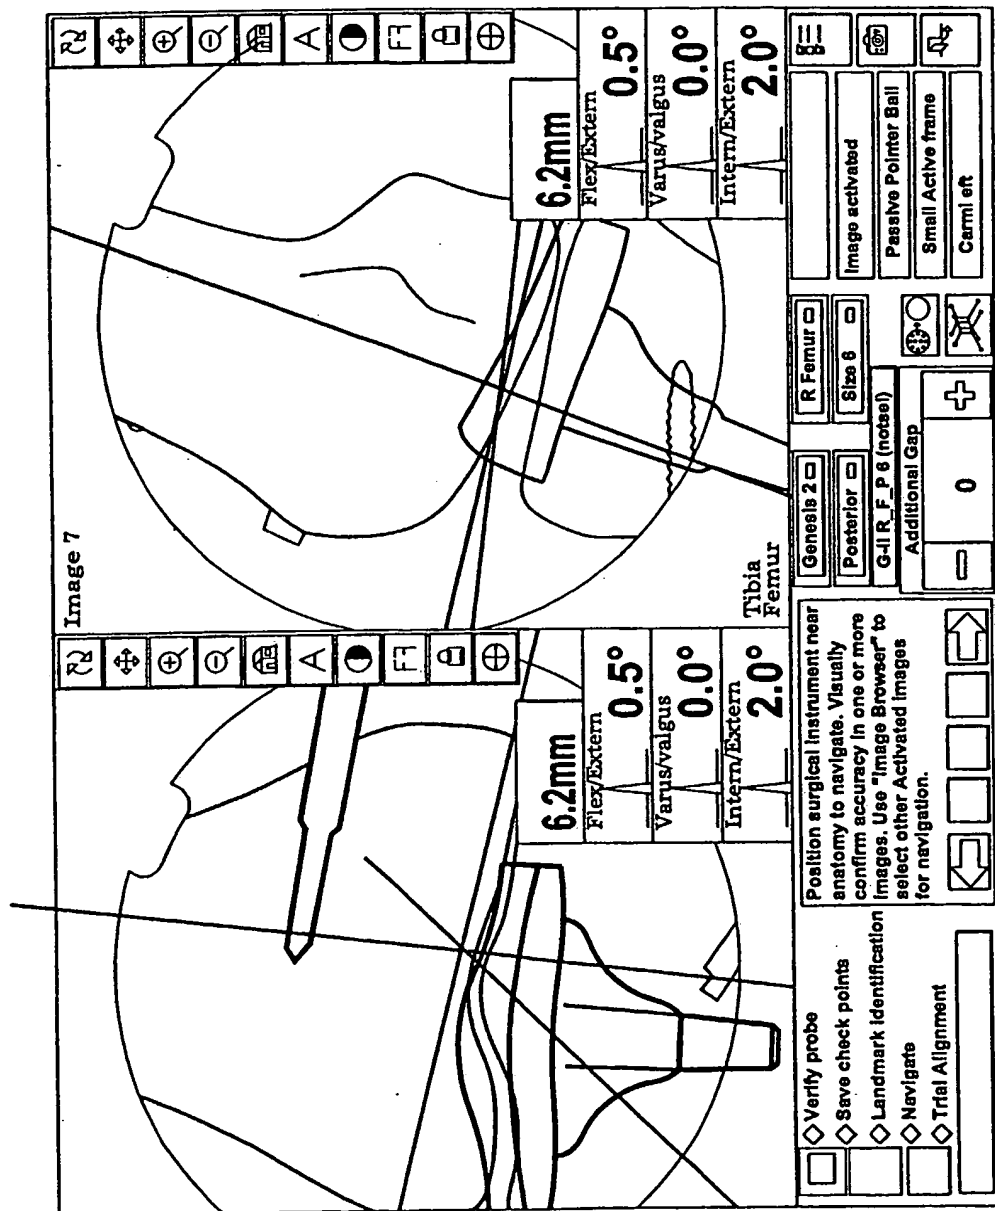 Image 7
6.2mm
Flex/Extern
0.5°
Varus/valgus
0.0°
Intern/Extern
2.0°
6.2mm
Flex/Extern
0.5°
Varus/valgus
0.0°
Intern/Extern
2.0°
Tibia
Femur
Verify probe
Save check points
Landmark identification
Navigate
Trial Alignment
Position surgical instrument near
anatomy to navigate. Visually
confirm accuracy in one or more
images. Use "Image Browser" to
select other Activated images
for navigation.
Genesis 2
R Femur
Posterior
Size 6
G-II R_F_P 6 (notsel)
Additional Gap
0
Image activated
Passive Pointer Ball
Small Active frame
Carml eft